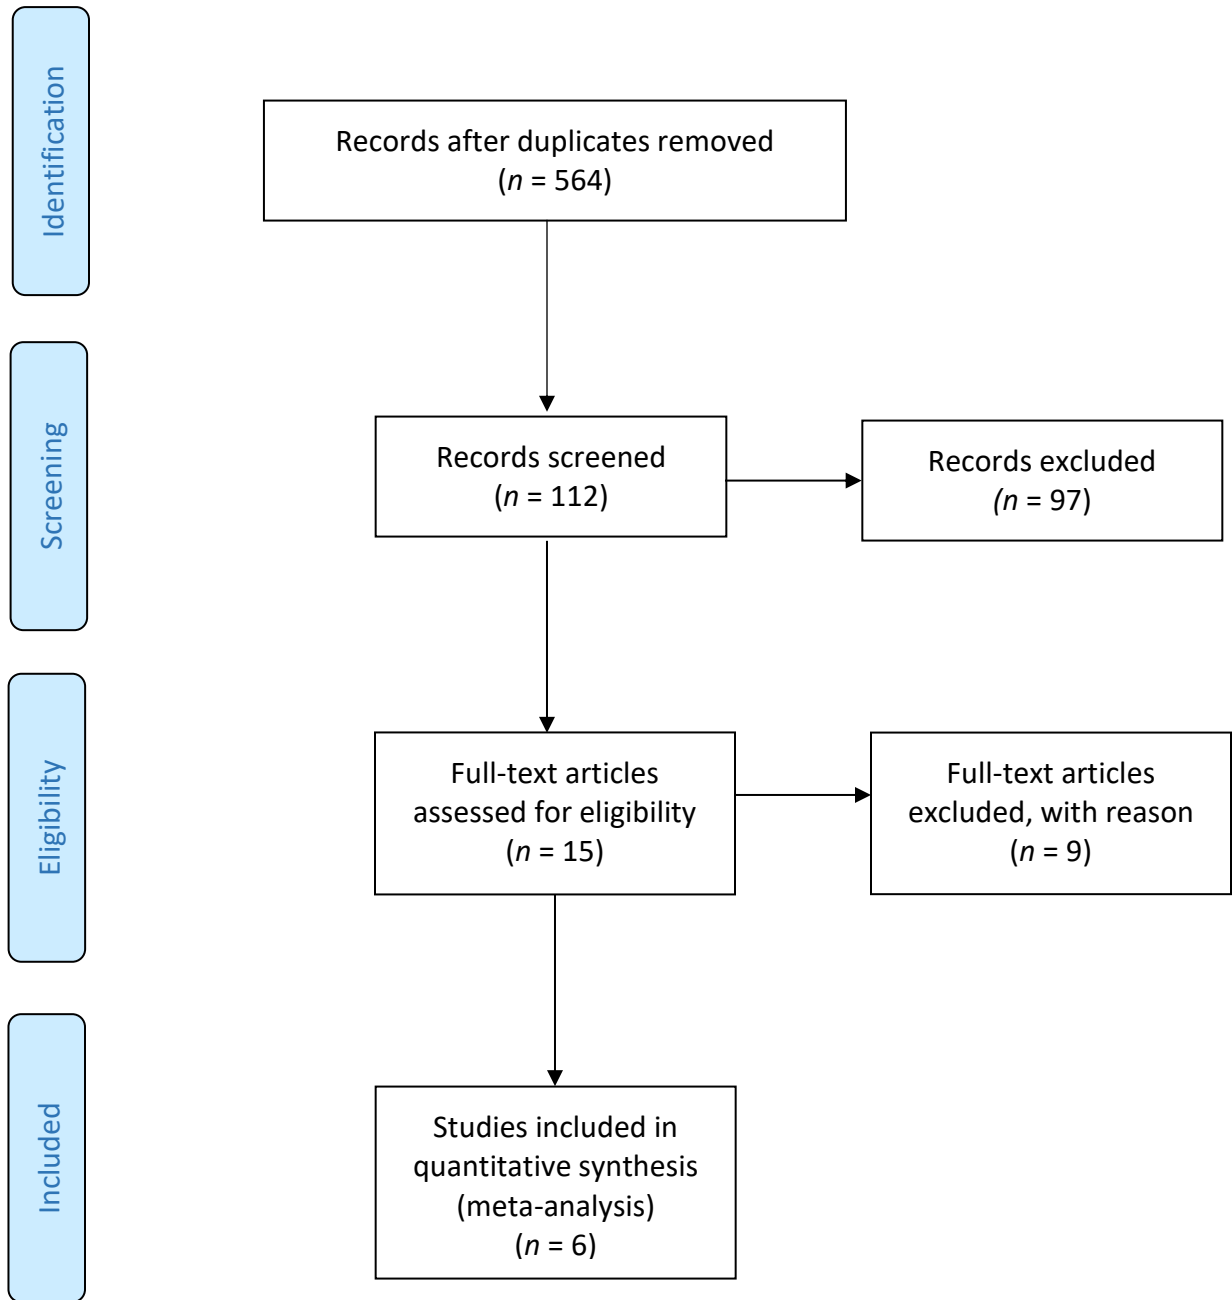 Identification
Records after duplicates removed
(n = 564)
Screening
Records screened
(n = 112)
Records excluded
(n = 97)
Eligibility
Full-text articles
assessed for eligibility
(n = 15)
Full-text articles
excluded, with reason
(n = 9)
Included
Studies included in
quantitative synthesis
(meta-analysis)
(n = 6)